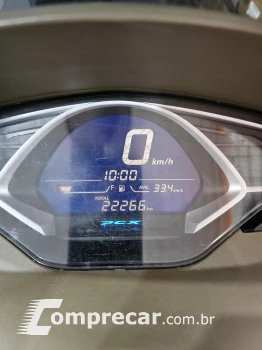 0 km/h
10:00
F AVG. 33.4 km/L
TOTAL 22266 km
PCX
Comprecar.com.br